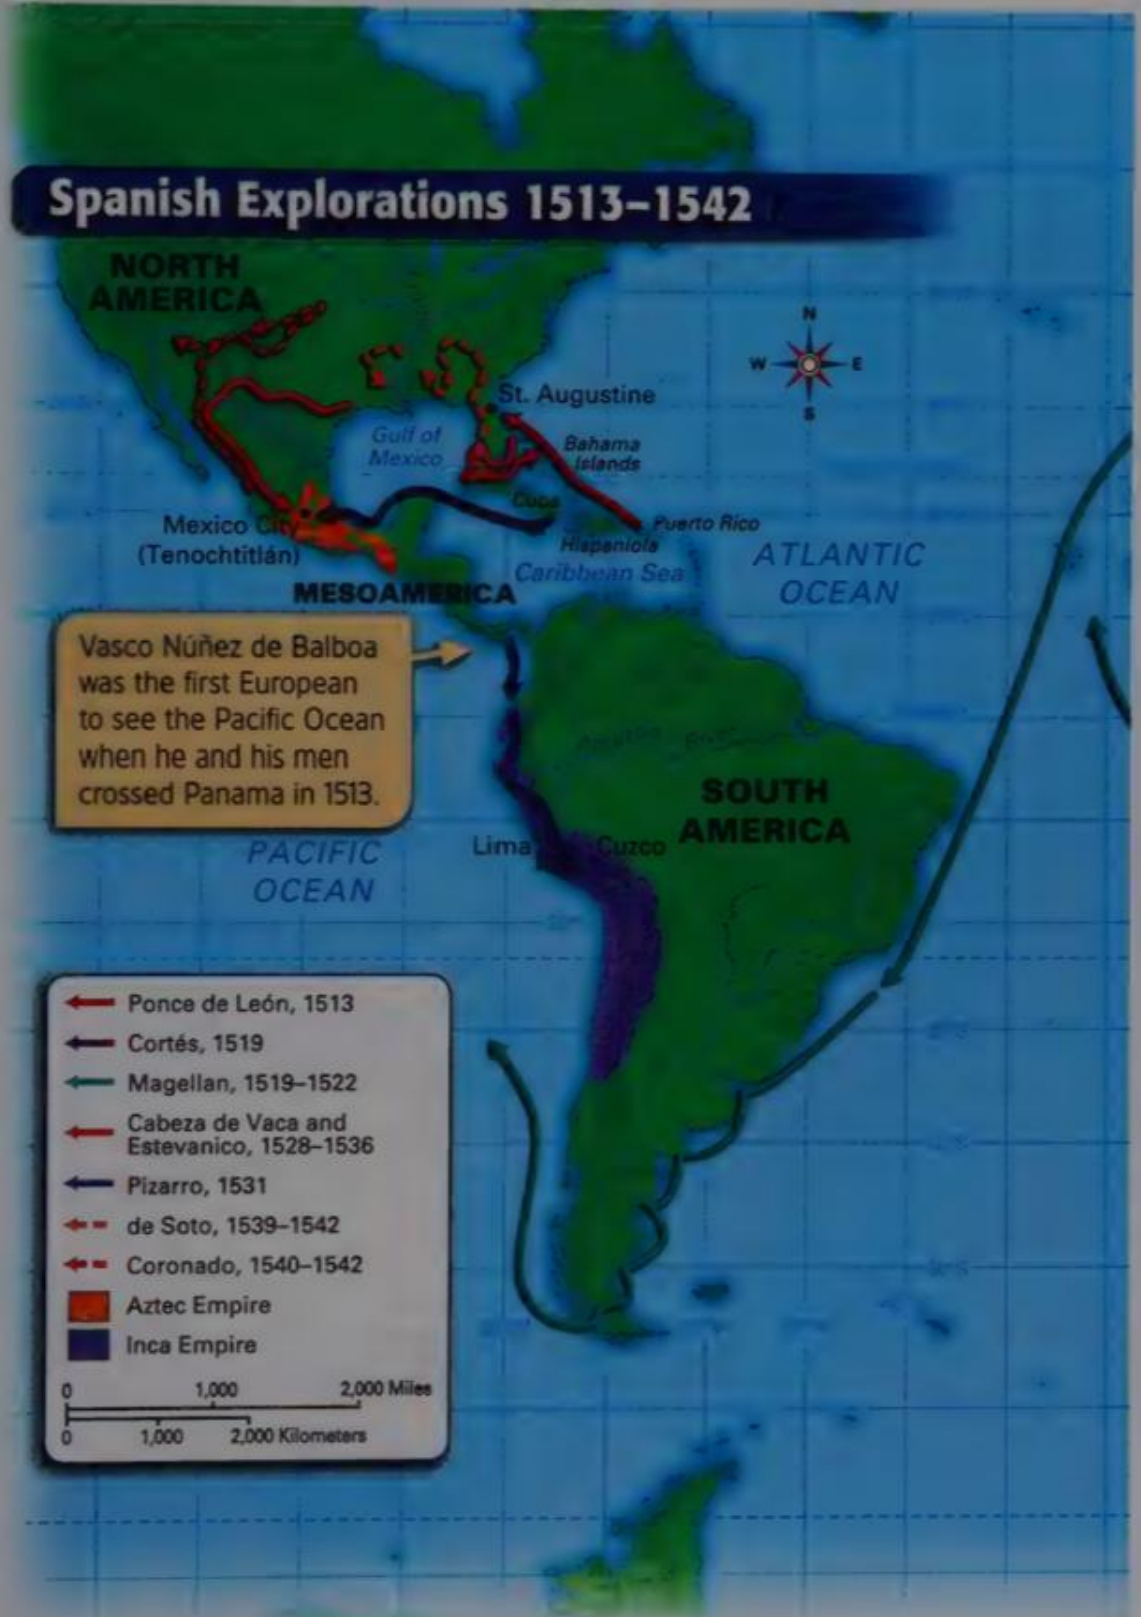 Spanish Explorations 1513–1542
NORTH
AMERICA
N
W
E
S
St. Augustine
Gulf of
Mexico
Bahama
Islands
Cuba
Mexico City
(Tenochtitlán)
Puerto Rico
Hispaniola
Caribbean Sea
ATLANTIC
OCEAN
MESOAMERICA
Vasco Núñez de Balboa
was the first European
to see the Pacific Ocean
when he and his men
crossed Panama in 1513.
Amazon River
SOUTH
AMERICA
Lima
Cuzco
PACIFIC
OCEAN
Ponce de León, 1513
Cortés, 1519
Magellan, 1519–1522
Cabeza de Vaca and
Estevanico, 1528–1536
Pizarro, 1531
de Soto, 1539–1542
Coronado, 1540–1542
Aztec Empire
Inca Empire
0 1,000 2,000 Miles
0 1,000 2,000 Kilometers